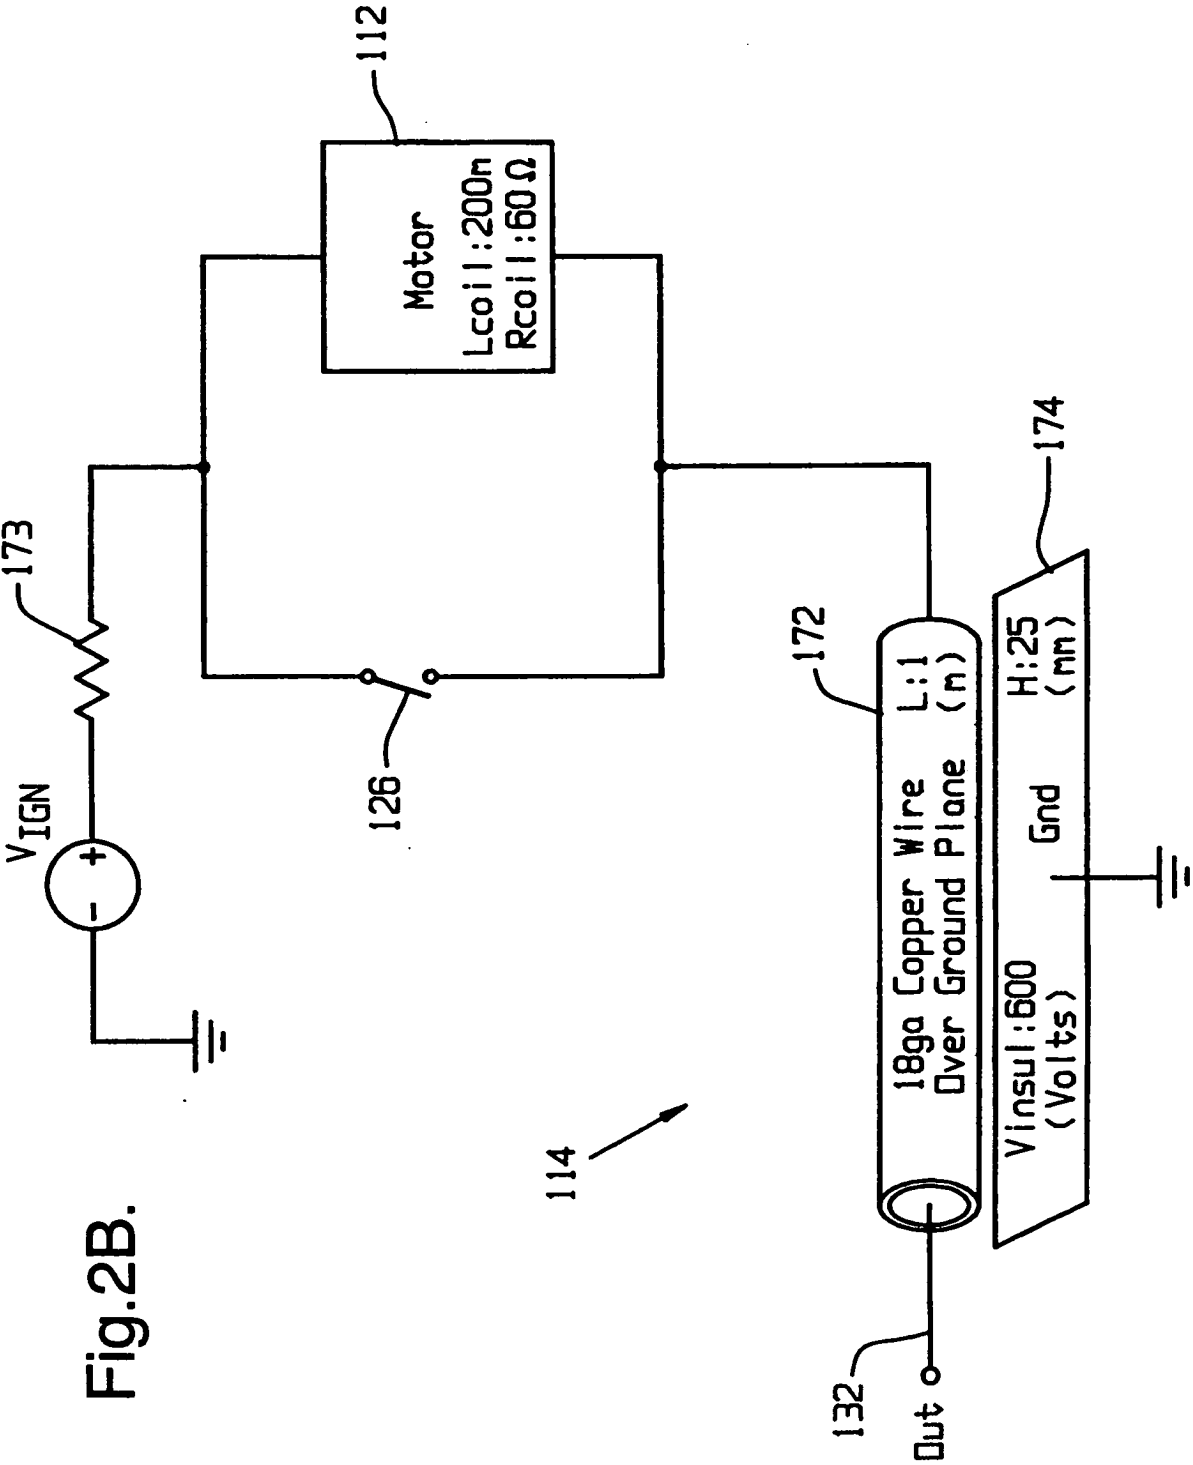 Fig.2B.
VIGN
173
126
Motor
Lcoil:200m
Rcoil:60Ω
112
114
132
Out
172
18ga Copper Wire L:1
Over Ground Plane (m)
Vinsul:600 Gnd H:25
(Volts) (mm)
174